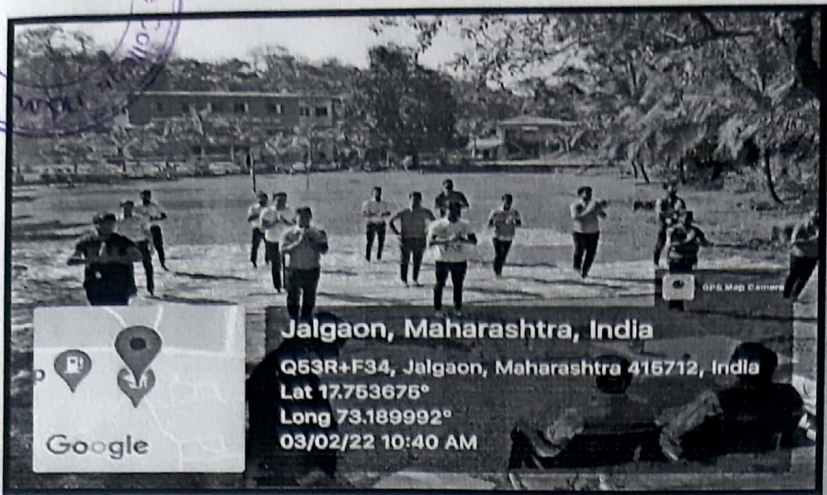 GPS Map Camera
Jalgaon, Maharashtra, India
Q53R+F34, Jalgaon, Maharashtra 415712, India
Lat 17.753675°
Long 73.189992°
03/02/22 10:40 AM
Google